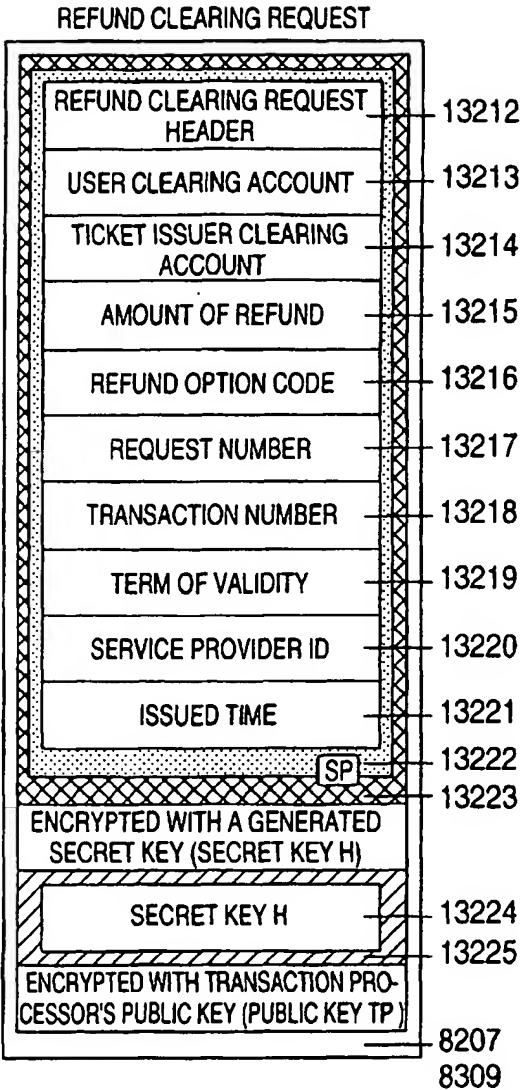 REFUND CLEARING REQUEST
REFUND CLEARING REQUEST
HEADER
13212
USER CLEARING ACCOUNT
13213
TICKET ISSUER CLEARING
ACCOUNT
13214
AMOUNT OF REFUND
13215
REFUND OPTION CODE
13216
REQUEST NUMBER
13217
TRANSACTION NUMBER
13218
TERM OF VALIDITY
13219
SERVICE PROVIDER ID
13220
ISSUED TIME
13221
SP
13222
13223
ENCRYPTED WITH A GENERATED
SECRET KEY (SECRET KEY H)
SECRET KEY H
13224
13225
ENCRYPTED WITH TRANSACTION PRO-
CESSOR'S PUBLIC KEY (PUBLIC KEY TP)
8207
8309